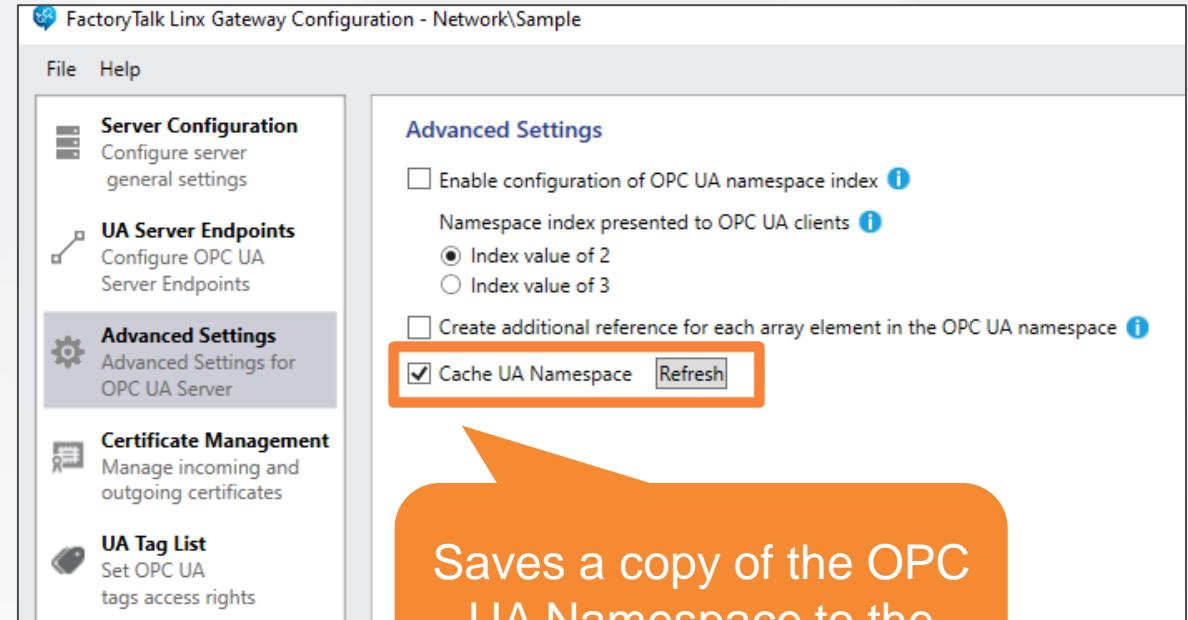 FactoryTalk Linx Gateway Configuration - Network\Sample
File Help
Server Configuration
Configure server
general settings
UA Server Endpoints
Configure OPC UA
Server Endpoints
Advanced Settings
Advanced Settings for
OPC UA Server
Certificate Management
Manage incoming and
outgoing certificates
UA Tag List
Set OPC UA
tags access rights
Advanced Settings
Enable configuration of OPC UA namespace index
Namespace index presented to OPC UA clients
Index value of 2
Index value of 3
Create additional reference for each array element in the OPC UA namespace
Cache UA Namespace Refresh
Saves a copy of the OPC
UA Namespace to the